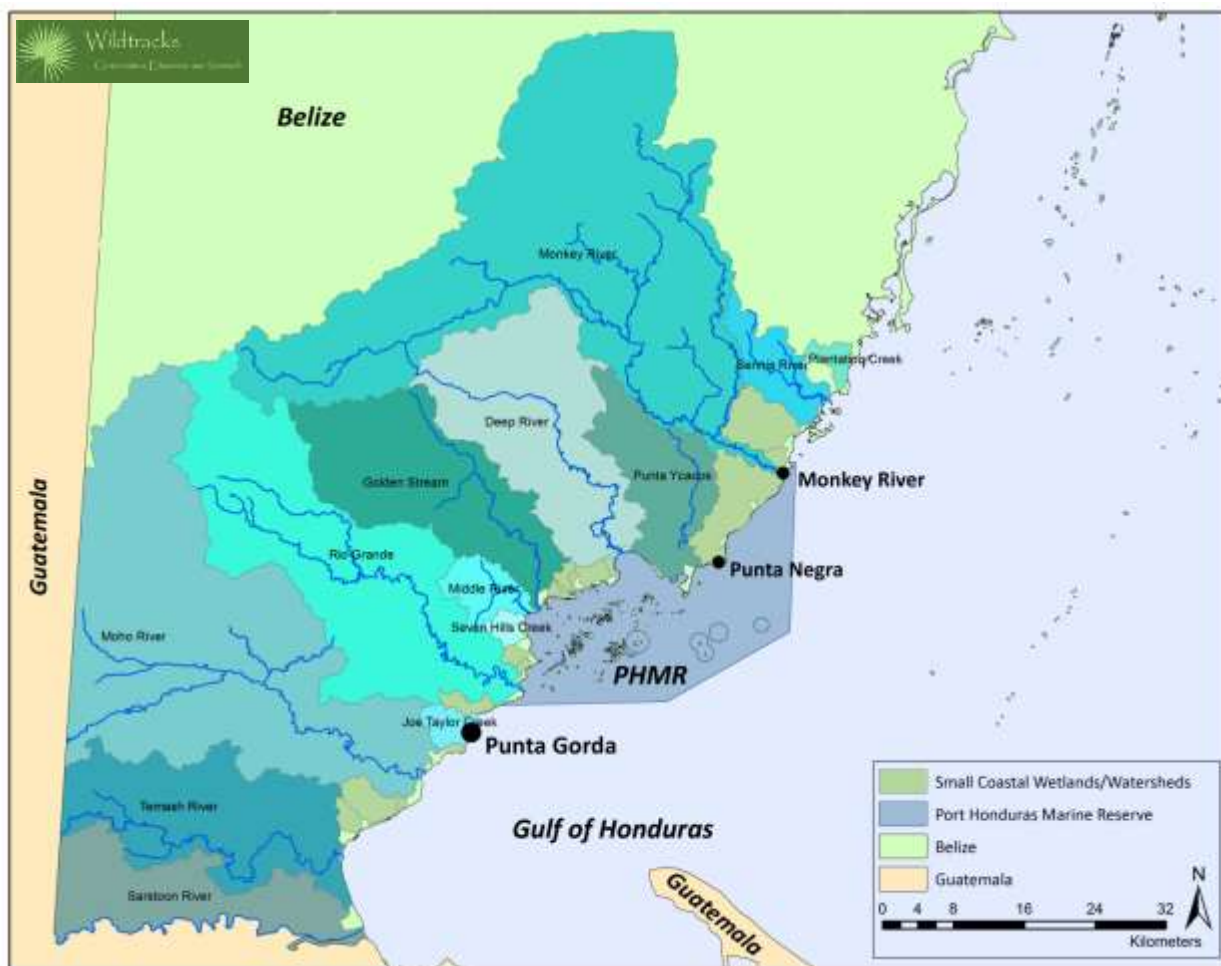 Wildtracks
Belize
Monkey River
Plantation Creek
Sennis River
Deep River
Punta Ycacos
Golden Stream
Monkey River
Guatemala
Rio Grande
Punta Negra
Middle River
Seven Hills Creek
Moho River
PHMR
Joe Taylor Creek
Punta Gorda
Small Coastal Wetlands/Watersheds
Temash River
Port Honduras Marine Reserve
Gulf of Honduras
Belize
Guatemala
Guatemala
Sarstoon River
N
0 4 8 16 24 32
Kilometers